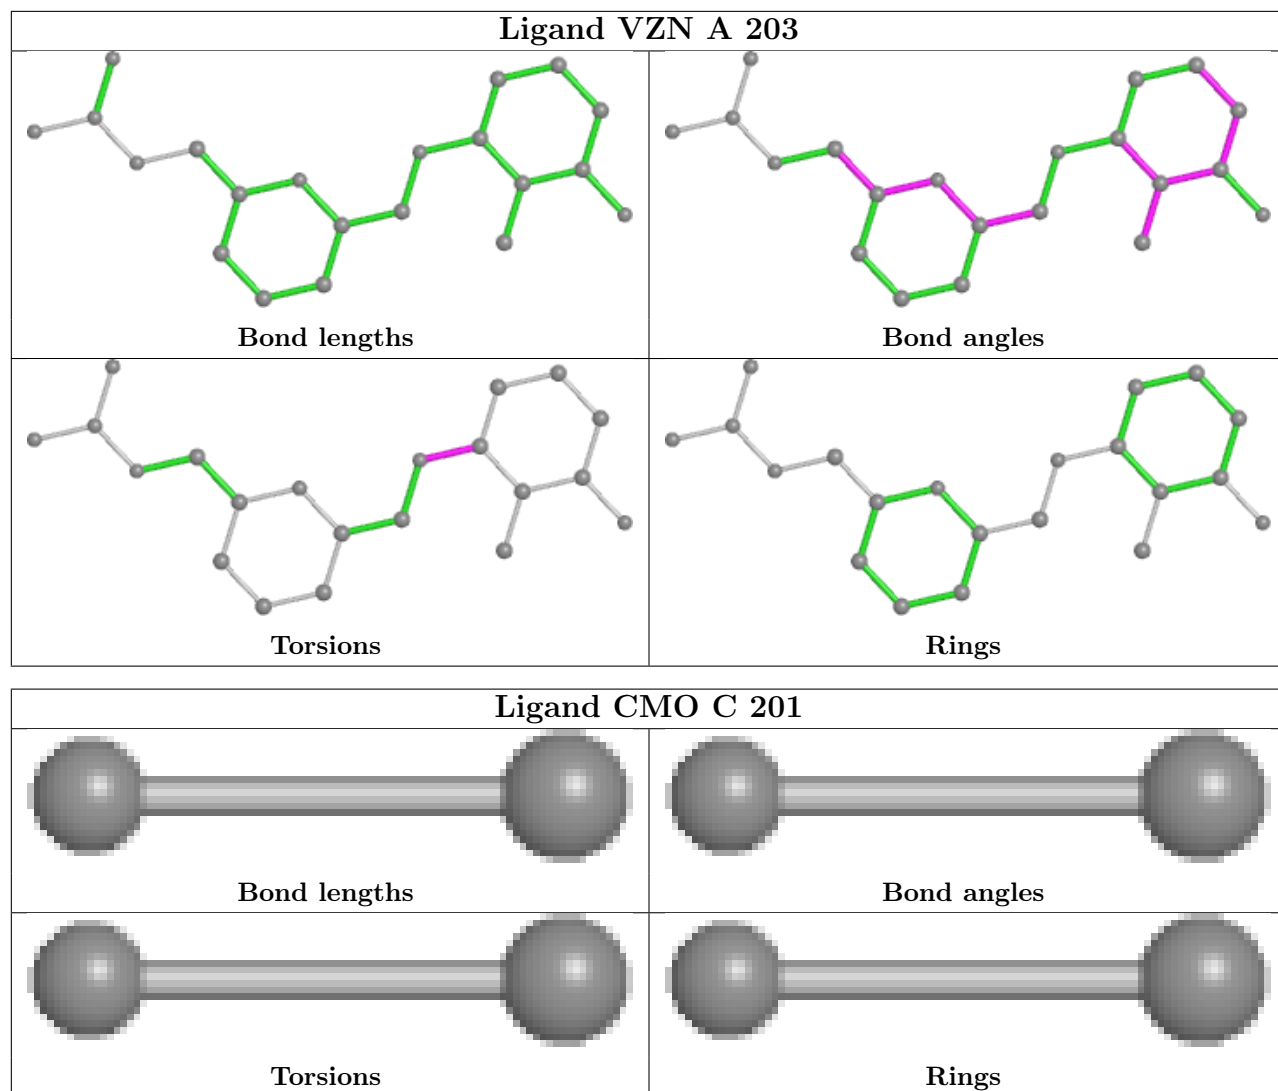 Ligand VZN A 203
Bond lengths
Bond angles
Torsions
Rings
Ligand CMO C 201
Bond lengths
Bond angles
Torsions
Rings